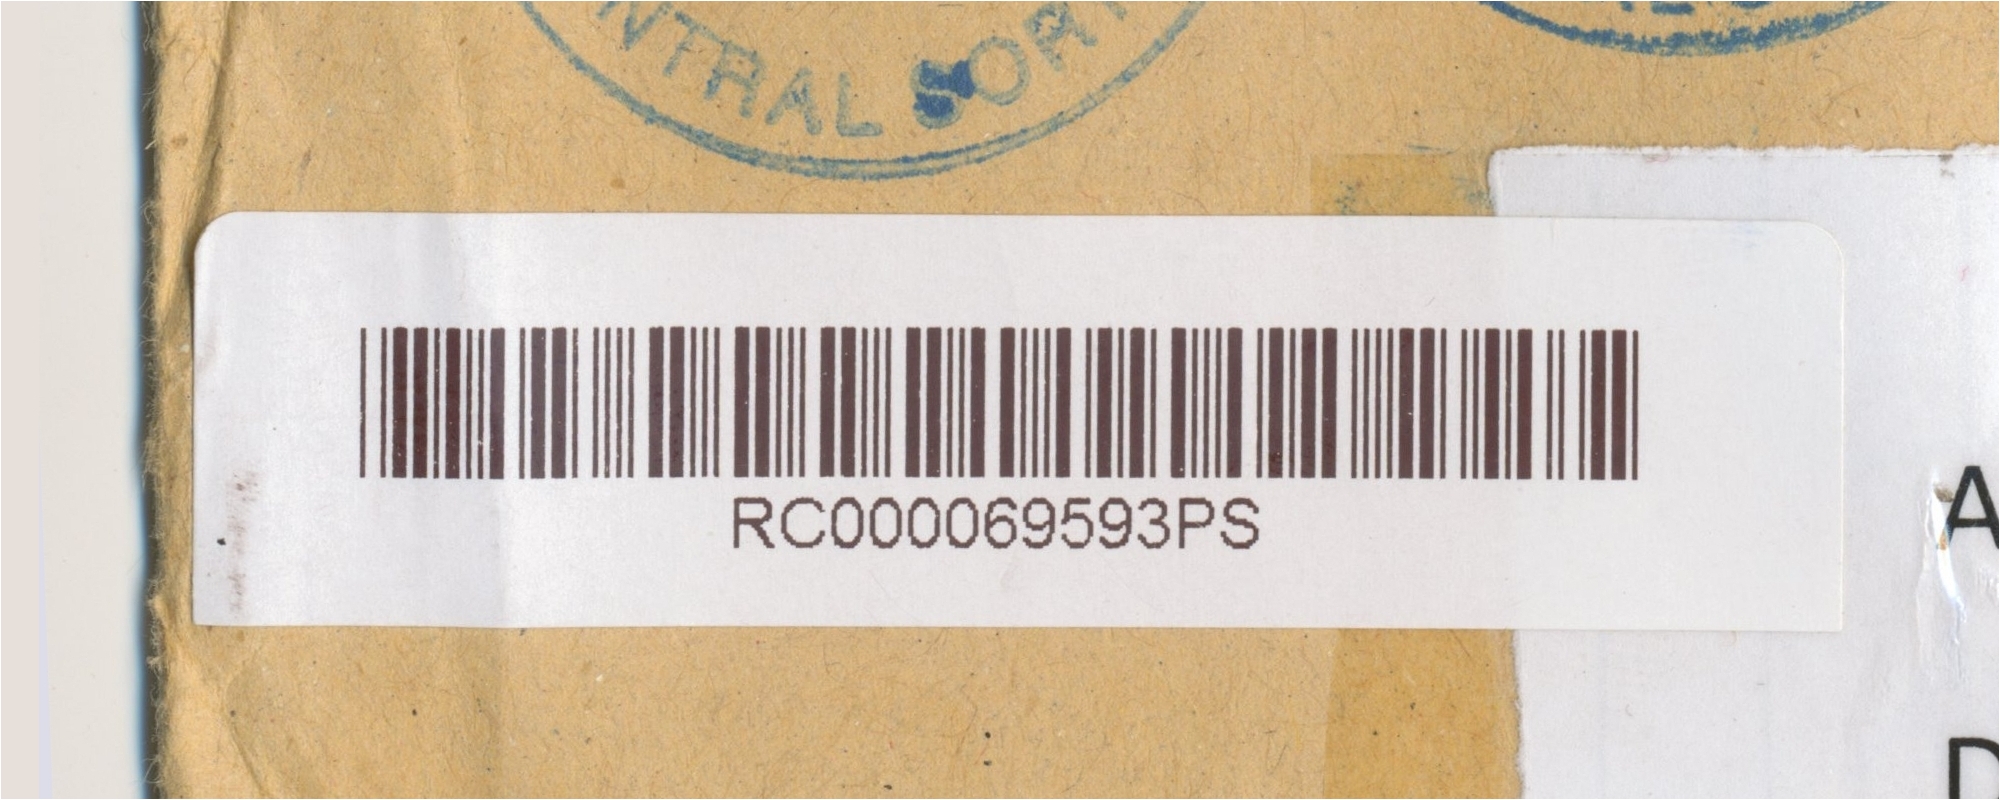 NTRAL SORT
RC000069593PS
A
D